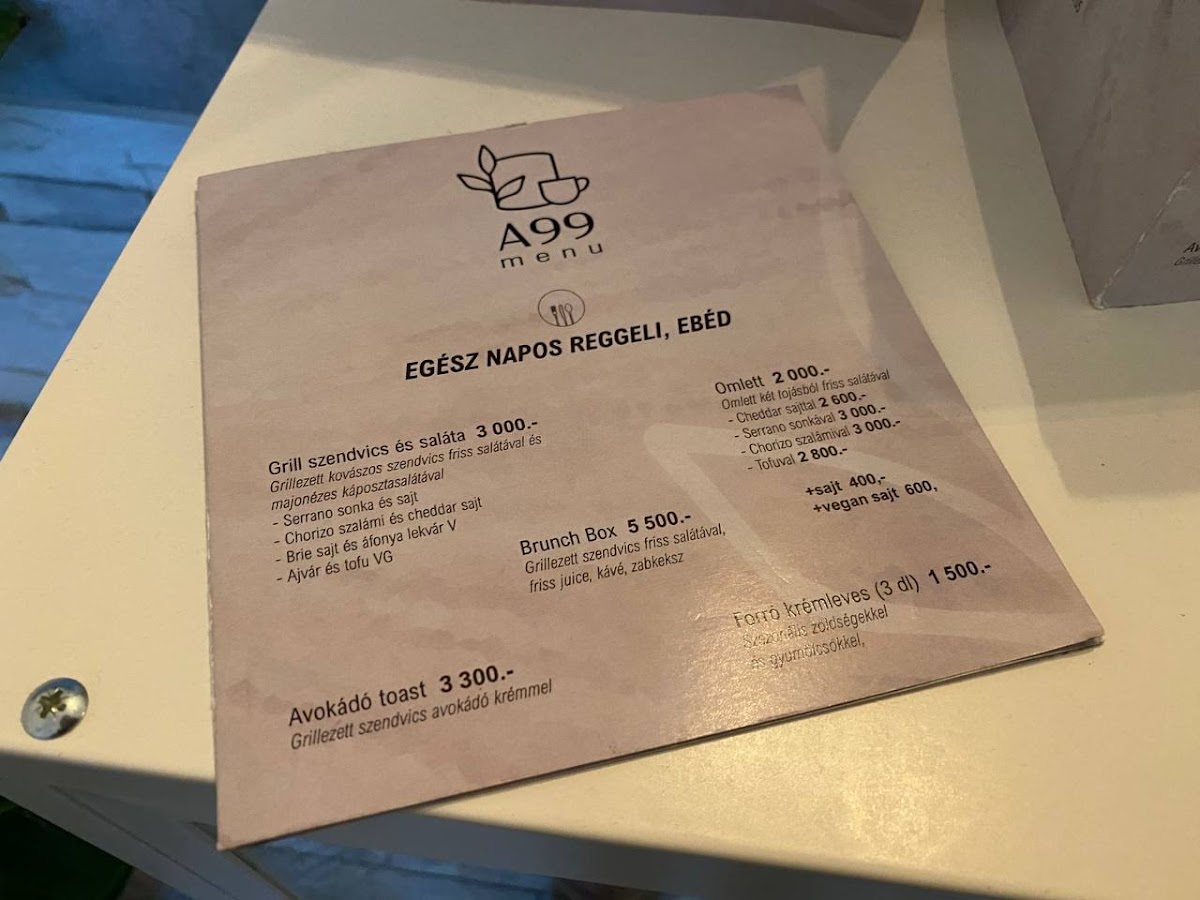 A99
menu
EGÉSZ NAPOS REGGELI, EBÉD
Grill szendvics és saláta 3 000.-
Grillezett kovászos szendvics friss salátával és
majonézes káposztasalátával
- Serrano sonka és sajt
- Chorizo szalámi és cheddar sajt
- Brie sajt és áfonya lekvár V
- Ajvár és tofu VG
Omlett 2 000.-
Omlett két tojásból friss salátával
- Cheddar sajttal 2 600.-
- Serrano sonkával 3 000.-
- Chorizo szalámival 3 000.-
- Tofuval 2 800.-
+sajt 400,-
+vegan sajt 600,
Brunch Box 5 500.-
Grillezett szendvics friss salátával,
friss juice, kávé, zabkeksz
Forró krémleves (3 dl) 1 500.-
Szezonális zöldségekkel
és gyümölcsökkel,
Avokádó toast 3 300.-
Grillezett szendvics avokádó krémmel